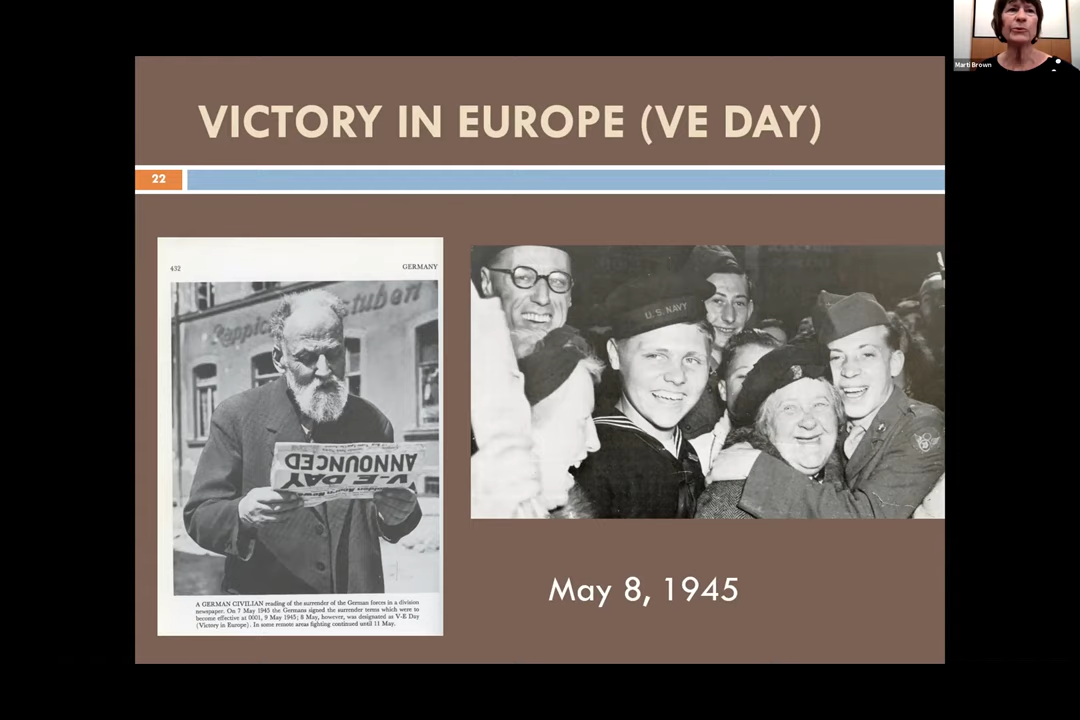 Marti Brown
VICTORY IN EUROPE (VE DAY)
22
432
GERMANY
V-E DAY
ANNOUNCED
U.S. NAVY
A GERMAN CIVILIAN reading of the surrender of the German forces in a division
newspaper. On 7 May 1945 the Germans signed the surrender terms which were to
become effective at 0001, 9 May 1945; 8 May, however, was designated as V-E Day
(Victory in Europe). In some remote areas fighting continued until 11 May.
May 8, 1945